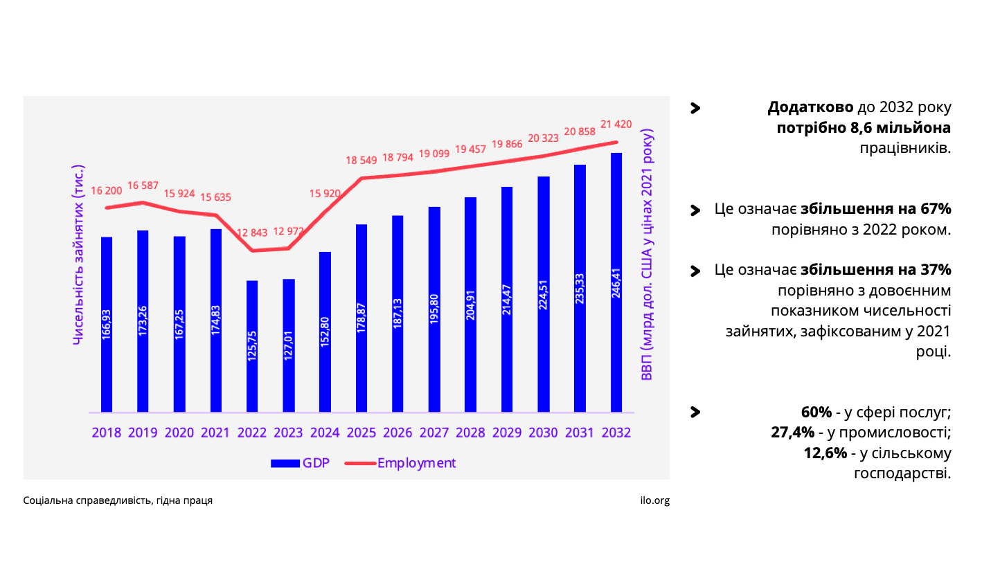 Чисельність зайнятих (тис.)
16 200 16 587 15 924 15 635 12 843 12 972 15 920 18 549 18 794 19 099 19 457 19 866 20 323 20 858 21 420
166,93 173,26 167,25 174,83 125,75 127,01 152,80 178,87 187,13 195,80 204,91 214,47 224,51 235,33 246,41
ВВП (млрд дол. США у цінах 2021 року)
2018 2019 2020 2021 2022 2023 2024 2025 2026 2027 2028 2029 2030 2031 2032
GDP Employment
Соціальна справедливість, гідна праця
ilo.org
Додатково до 2032 року
потрібно 8,6 мільйона
працівників.
Це означає збільшення на 67%
порівняно з 2022 роком.
Це означає збільшення на 37%
порівняно з довоєнним
показником чисельності
зайнятих, зафіксованим у 2021
році.
60% - у сфері послуг;
27,4% - у промисловості;
12,6% - у сільському
господарстві.